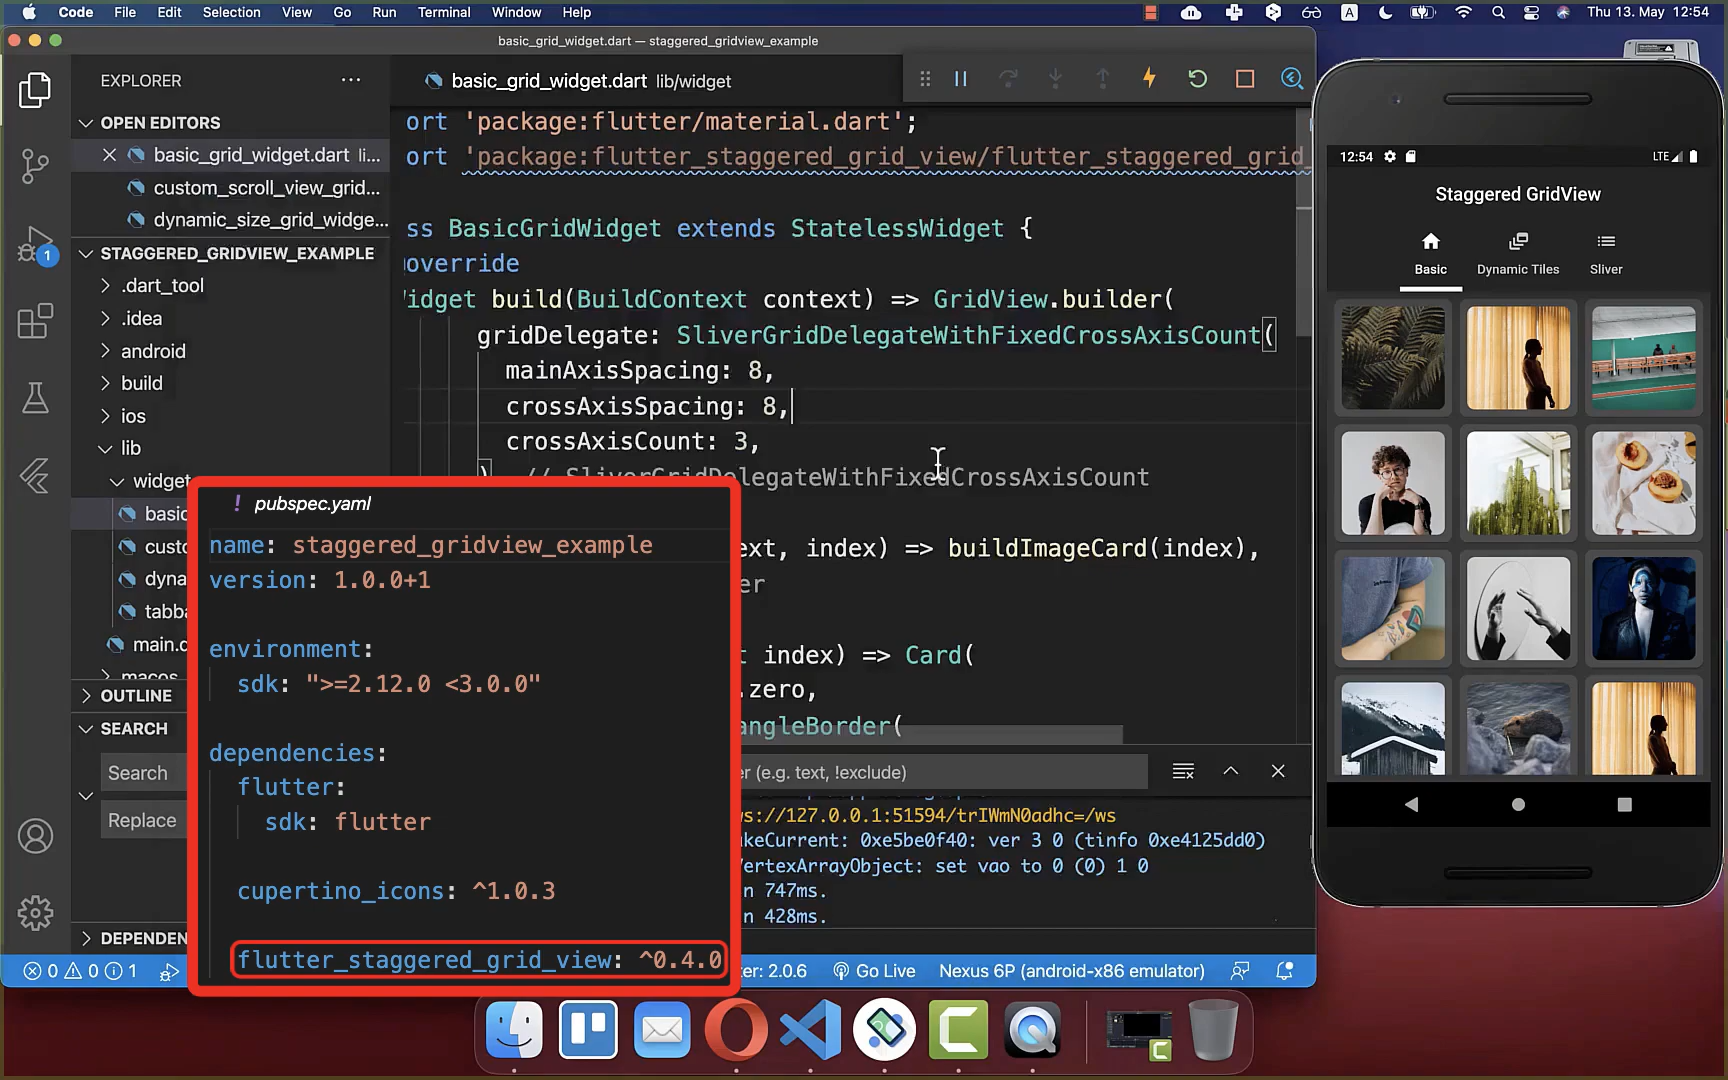 Code File Edit Selection View Go Run Terminal Window Help
A
Thu 13. May 12:54
basic_grid_widget.dart — staggered_gridview_example
EXPLORER
OPEN EDITORS
basic_grid_widget.dart li...
custom_scroll_view_grid...
dynamic_size_grid_widge...
STAGGERED_GRIDVIEW_EXAMPLE
.dart_tool
.idea
android
build
ios
lib
widget
basic
custo
dyna
tabba
main.d
macos
OUTLINE
SEARCH
Search
Replace
DEPENDEN
1
basic_grid_widget.dart lib/widget
ort 'package:flutter/material.dart';
ort 'package:flutter_staggered_grid_view/flutter_staggered_grid_
ss BasicGridWidget extends StatelessWidget {
override
idget build(BuildContext context) => GridView.builder(
gridDelegate: SliverGridDelegateWithFixedCrossAxisCount(
mainAxisSpacing: 8,
crossAxisSpacing: 8,
crossAxisCount: 3,
) // SliverGridDelegateWithFixedCrossAxisCount
ext, index) => buildImageCard(index),
er
t index) => Card(
.zero,
angleBorder(
! pubspec.yaml
name: staggered_gridview_example
version: 1.0.0+1
environment:
sdk: ">=2.12.0 <3.0.0"
dependencies:
flutter:
sdk: flutter
cupertino_icons: ^1.0.3
flutter_staggered_grid_view: ^0.4.0
r (e.g. text, !exclude)
s://127.0.0.1:51594/trIWmN0adhc=/ws
keCurrent: 0xe5be0f40: ver 3 0 (tinfo 0xe4125dd0)
VertexArrayObject: set vao to 0 (0) 1 0
n 747ms.
n 428ms.
0 0 1
ter: 2.0.6 Go Live Nexus 6P (android-x86 emulator)
12:54
LTE
Staggered GridView
Basic Dynamic Tiles Sliver